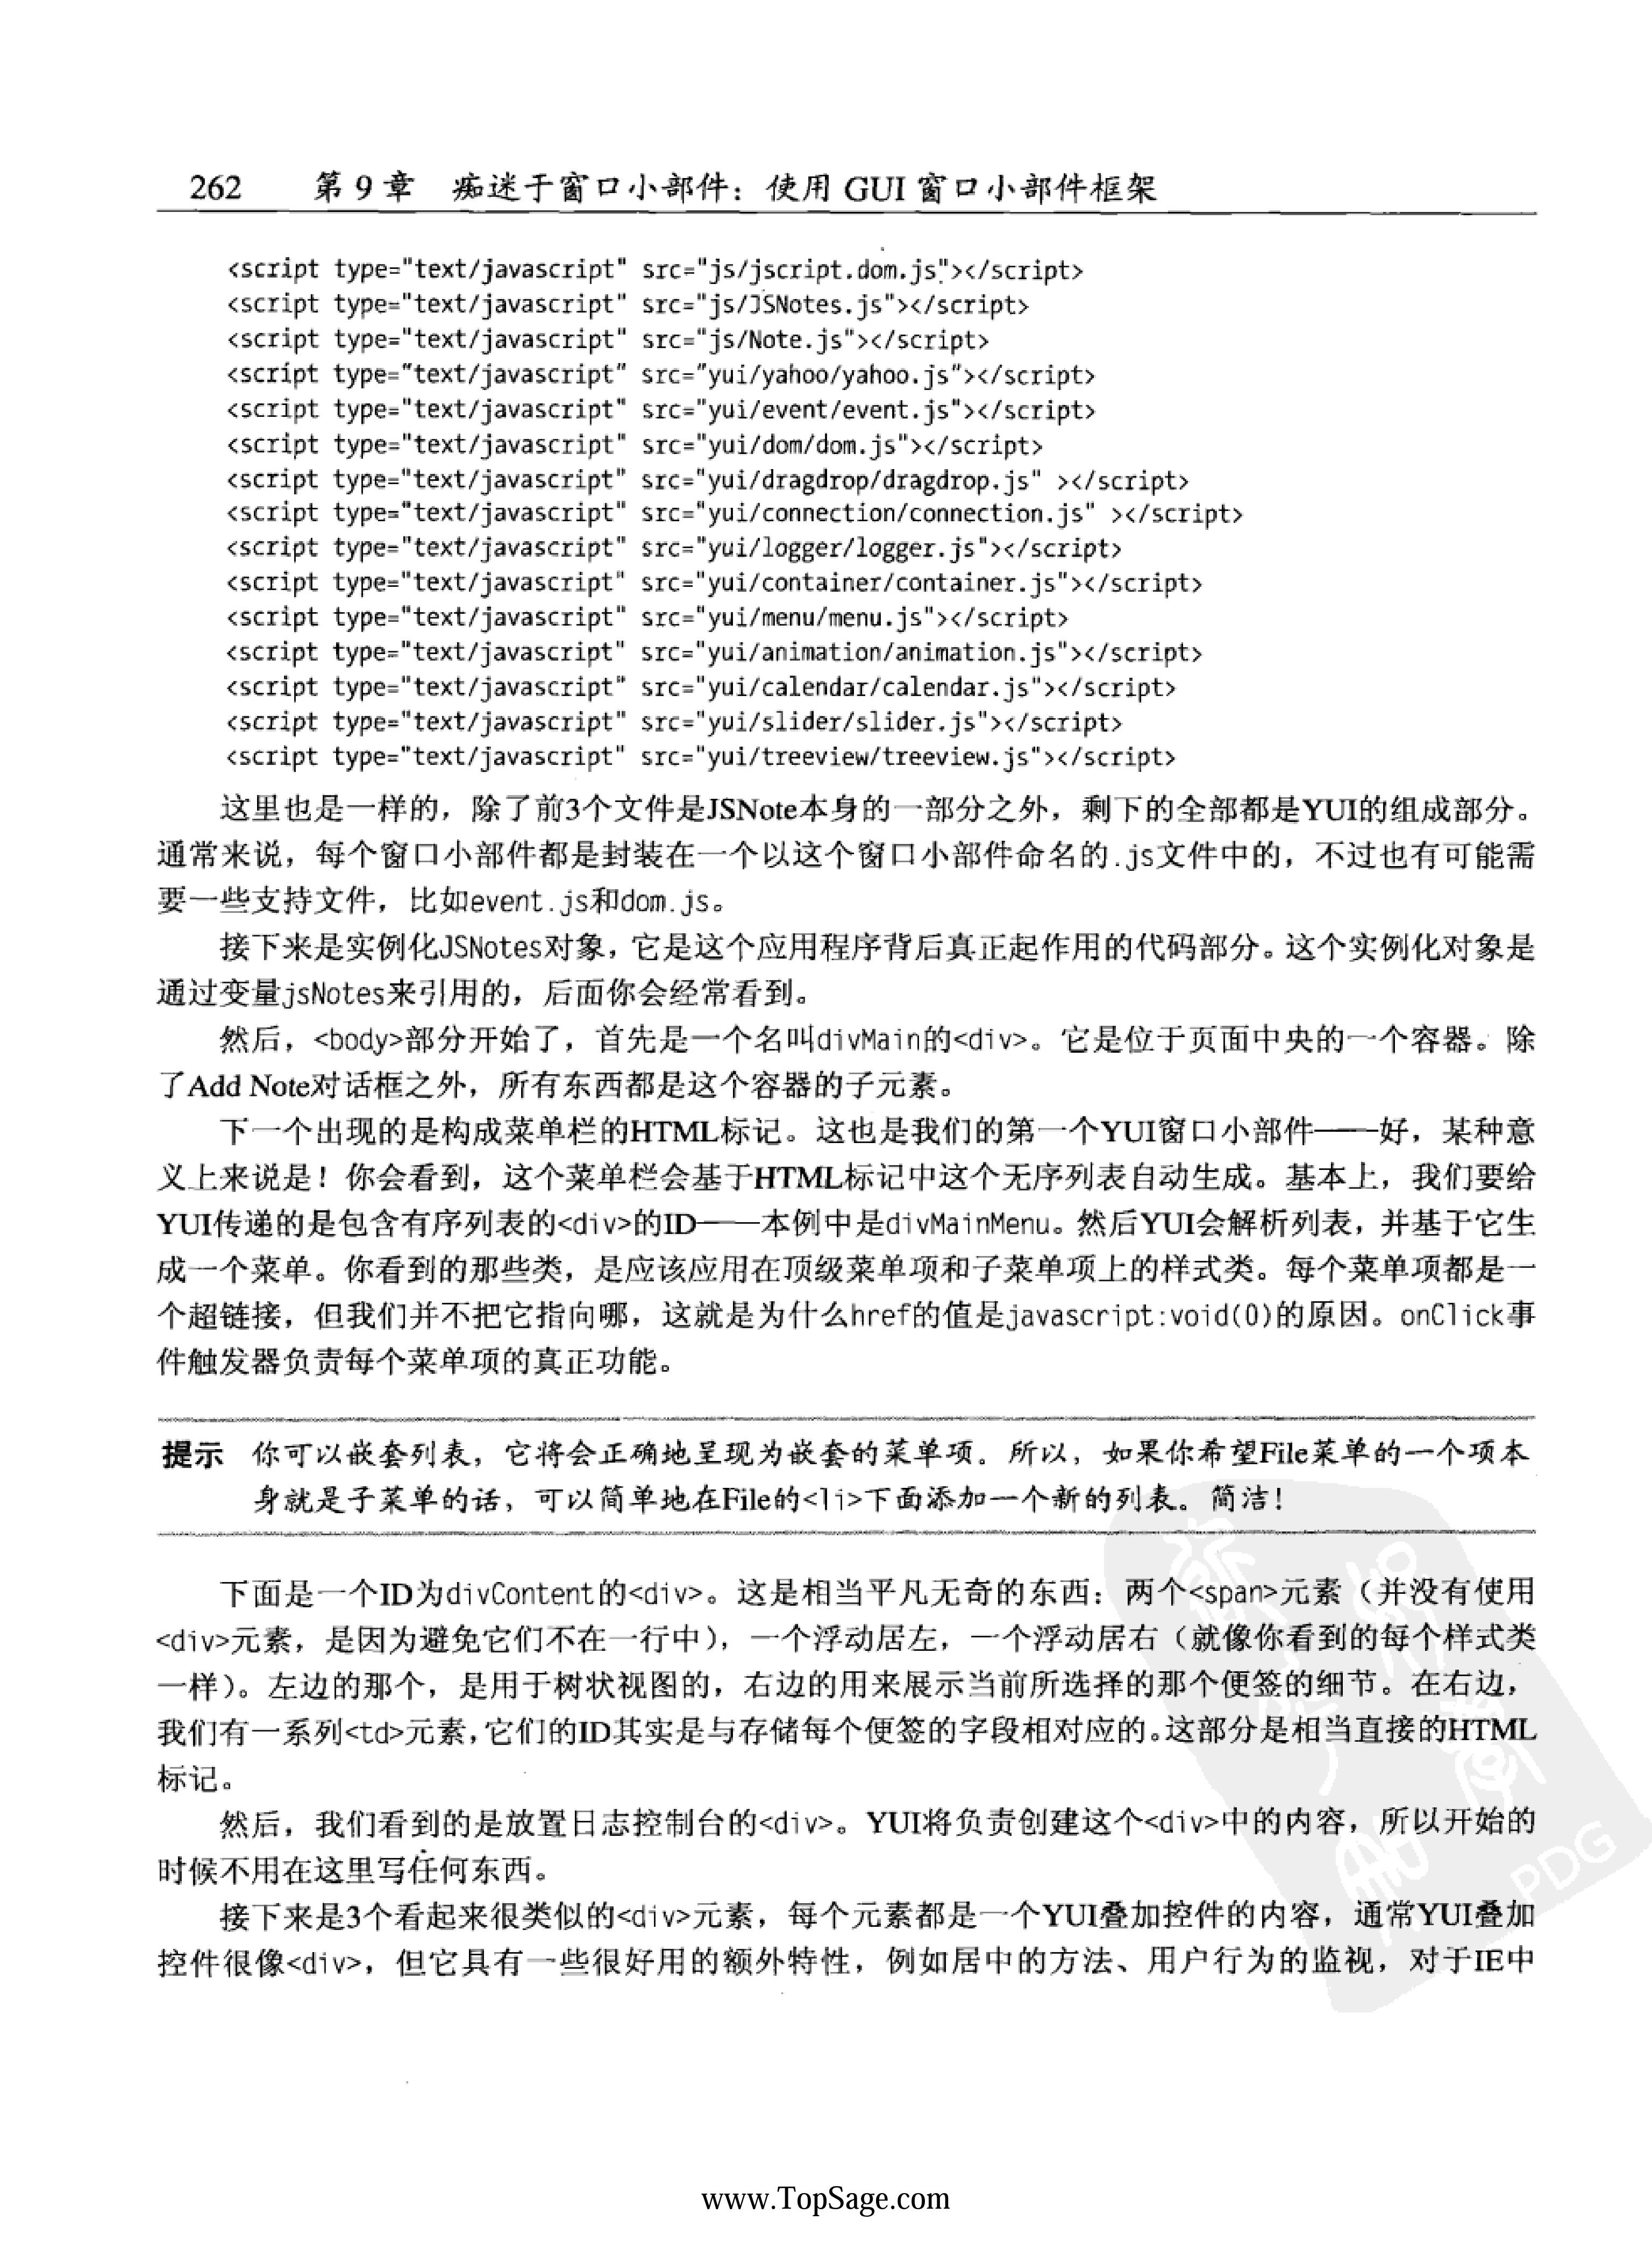 262 第 9 章 痴迷于窗口小部件：使用 GUI 窗口小部件框架
<script type="text/javascript" src="js/jscript.dom.js"></script>
<script type="text/javascript" src="js/JSNotes.js"></script>
<script type="text/javascript" src="js/Note.js"></script>
<script type="text/javascript" src="yui/yahoo/yahoo.js"></script>
<script type="text/javascript" src="yui/event/event.js"></script>
<script type="text/javascript" src="yui/dom/dom.js"></script>
<script type="text/javascript" src="yui/dragdrop/dragdrop.js" ></script>
<script type="text/javascript" src="yui/connection/connection.js" ></script>
<script type="text/javascript" src="yui/logger/logger.js"></script>
<script type="text/javascript" src="yui/container/container.js"></script>
<script type="text/javascript" src="yui/menu/menu.js"></script>
<script type="text/javascript" src="yui/animation/animation.js"></script>
<script type="text/javascript" src="yui/calendar/calendar.js"></script>
<script type="text/javascript" src="yui/slider/slider.js"></script>
<script type="text/javascript" src="yui/treeview/treeview.js"></script>
这里也是一样的，除了前3个文件是JSNote本身的一部分之外，剩下的全部都是YUI的组成部分。
通常来说，每个窗口小部件都是封装在一个以这个窗口小部件命名的.js文件中的，不过也有可能需
要一些支持文件，比如event.js和dom.js。
接下来是实例化JSNotes对象，它是这个应用程序背后真正起作用的代码部分。这个实例化对象是
通过变量jsNotes来引用的，后面你会经常看到。
然后，<body>部分开始了，首先是一个名叫divMain的<div>。它是位于页面中央的一个容器。除
了Add Note对话框之外，所有东西都是这个容器的子元素。
下一个出现的是构成菜单栏的HTML标记。这也是我们的第一个YUI窗口小部件——好，某种意
义上来说是！你会看到，这个菜单栏会基于HTML标记中这个无序列表自动生成。基本上，我们要给
YUI传递的是包含有序列表的<div>的ID——本例中是divMainMenu。然后YUI会解析列表，并基于它生
成一个菜单。你看到的那些类，是应该应用在顶级菜单项和子菜单项上的样式类。每个菜单项都是一
个超链接，但我们并不把它指向哪，这就是为什么href的值是javascript:void(0)的原因。onClick事
件触发器负责每个菜单项的真正功能。
提示 你可以嵌套列表，它将会正确地呈现为嵌套的菜单项。所以，如果你希望File菜单的一个项本
身就是子菜单的话，可以简单地在File的<li>下面添加一个新的列表。简洁！
下面是一个ID为divContent的<div>。这是相当平凡无奇的东西：两个<span>元素（并没有使用
<div>元素，是因为避免它们不在一行中），一个浮动居左，一个浮动居右（就像你看到的每个样式类
一样）。左边的那个，是用于树状视图的，右边的用来展示当前所选择的那个便签的细节。在右边，
我们有一系列<td>元素，它们的ID其实是与存储每个便签的字段相对应的。这部分是相当直接的HTML
标记。
然后，我们看到的是放置日志控制台的<div>。YUI将负责创建这个<div>中的内容，所以开始的
时候不用在这里写任何东西。
接下来是3个看起来很类似的<div>元素，每个元素都是一个YUI叠加控件的内容，通常YUI叠加
控件很像<div>，但它具有一些很好用的额外特性，例如居中的方法、用户行为的监视，对于IE中
PDG
www.TopSage.com